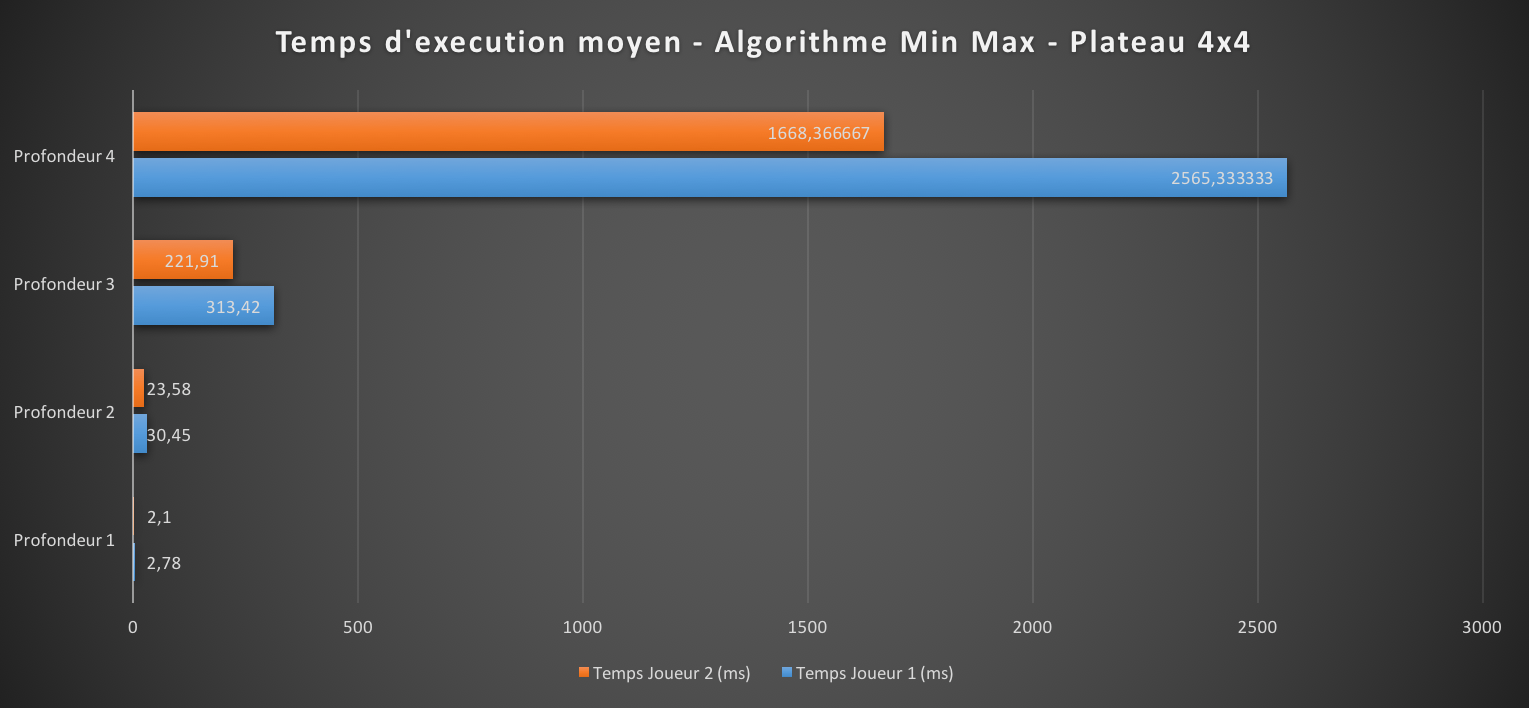 Temps d'execution moyen - Algorithme Min Max - Plateau 4x4
1668,366667
Profondeur 4
2565,333333
221,91
Profondeur 3
313,42
23,58
Profondeur 2
30,45
2,1
Profondeur 1
2,78
0 500 1000 1500 2000 2500 3000
Temps Joueur 2 (ms) Temps Joueur 1 (ms)